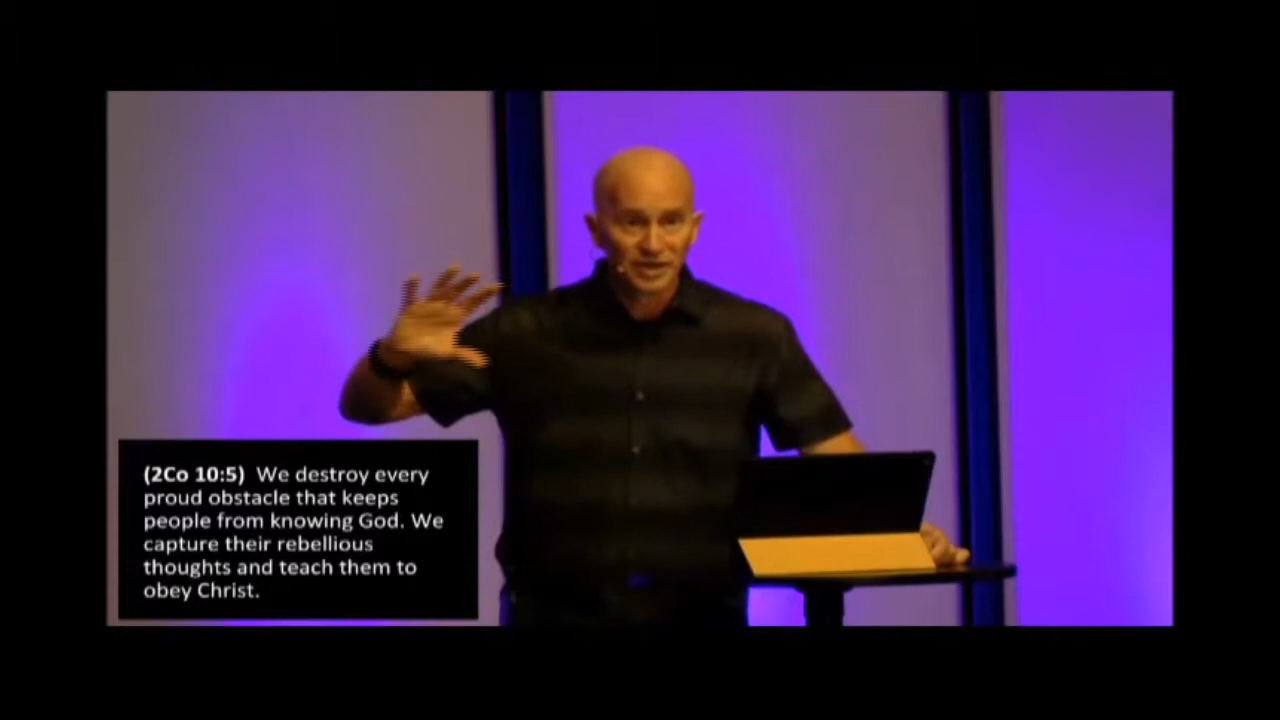 (2Co 10:5) We destroy every
proud obstacle that keeps
people from knowing God. We
capture their rebellious
thoughts and teach them to
obey Christ.